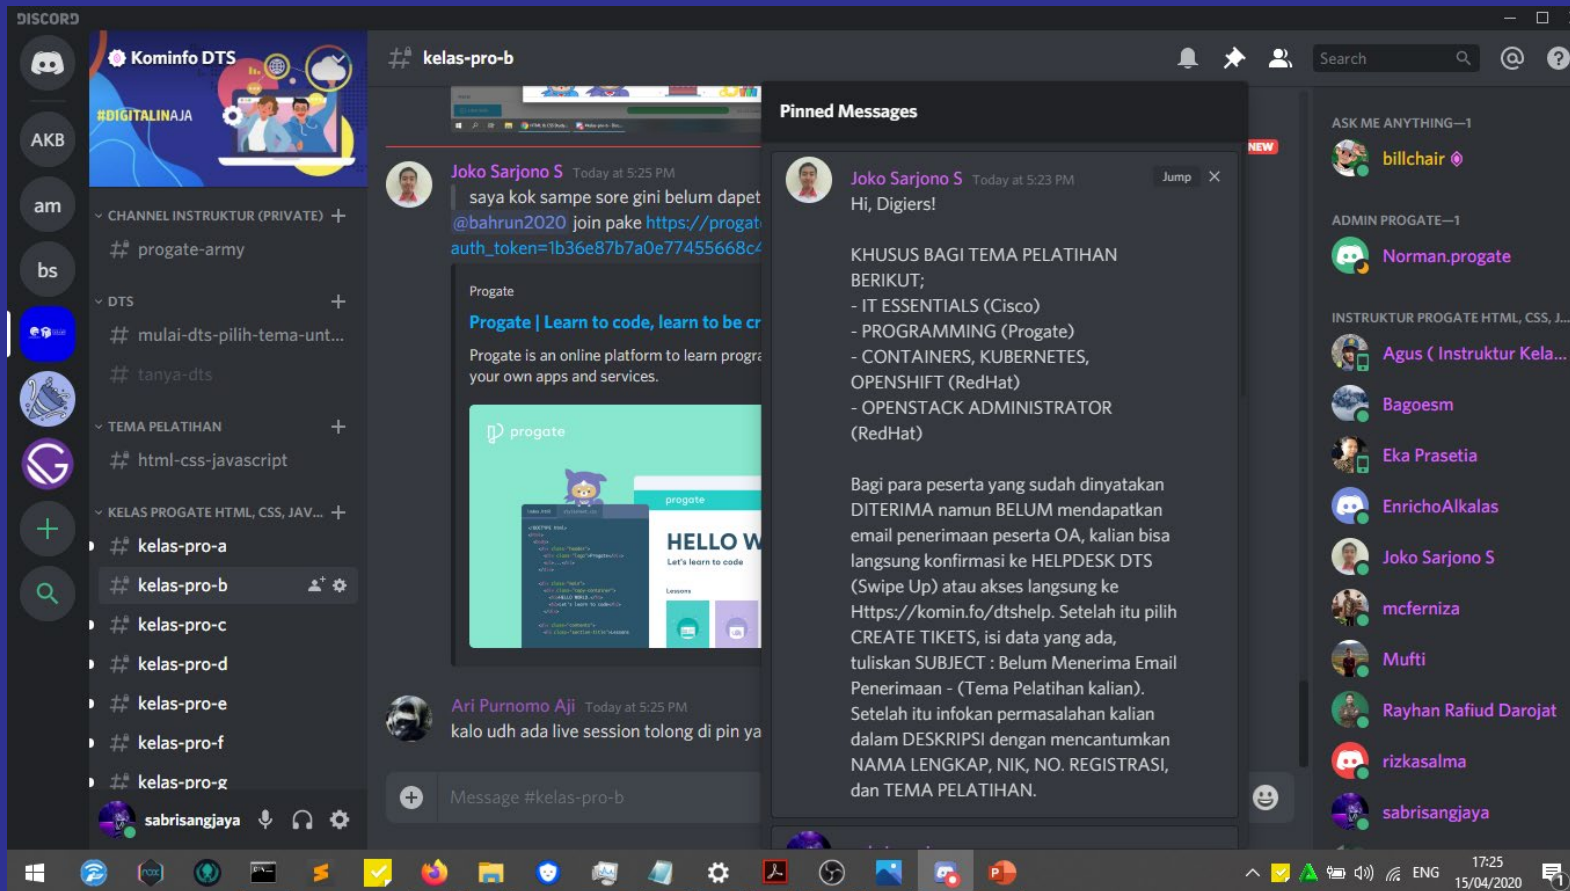 DISCORD
AKB
am
bs
Kominfo DTS
#DIGITALINAJA
CHANNEL INSTRUKTUR (PRIVATE)
progate-army
DTS
mulai-dts-pilih-tema-unt...
tanya-dts
TEMA PELATIHAN
html-css-javascript
KELAS PROGATE HTML, CSS, JAV...
kelas-pro-a
kelas-pro-b
kelas-pro-c
kelas-pro-d
kelas-pro-e
kelas-pro-f
kelas-pro-g
sabrisangjaya
kelas-pro-b
Search
NEW
Joko Sarjono S Today at 5:25 PM
saya kok sampe sore gini belum dapet
@bahrun2020 join pake https://progat
auth_token=1b36e87b7a0e77455668c4
Progate
Progate | Learn to code, learn to be cr
Progate is an online platform to learn progra
your own apps and services.
progate
progate
HELLO W
Let's learn to code
Lessons
Ari Purnomo Aji Today at 5:25 PM
kalo udh ada live session tolong di pin ya
Message #kelas-pro-b
Pinned Messages
Joko Sarjono S Today at 5:23 PM
Jump
Hi, Digiers!
KHUSUS BAGI TEMA PELATIHAN
BERIKUT;
- IT ESSENTIALS (Cisco)
- PROGRAMMING (Progate)
- CONTAINERS, KUBERNETES,
OPENSHIFT (RedHat)
- OPENSTACK ADMINISTRATOR
(RedHat)
Bagi para peserta yang sudah dinyatakan
DITERIMA namun BELUM mendapatkan
email penerimaan peserta OA, kalian bisa
langsung konfirmasi ke HELPDESK DTS
(Swipe Up) atau akses langsung ke
Https://komin.fo/dtshelp. Setelah itu pilih
CREATE TIKETS, isi data yang ada,
tuliskan SUBJECT : Belum Menerima Email
Penerimaan - (Tema Pelatihan kalian).
Setelah itu infokan permasalahan kalian
dalam DESKRIPSI dengan mencantumkan
NAMA LENGKAP, NIK, NO. REGISTRASI,
dan TEMA PELATIHAN.
ASK ME ANYTHING—1
billchair
ADMIN PROGATE—1
Norman.progate
INSTRUKTUR PROGATE HTML, CSS, J...
Agus ( Instruktur Kela...
Bagoesm
Eka Prasetia
EnrichoAlkalas
Joko Sarjono S
mcferniza
Mufti
Rayhan Rafiud Darojat
rizkasalma
sabrisangjaya
ENG
17:25
15/04/2020
1